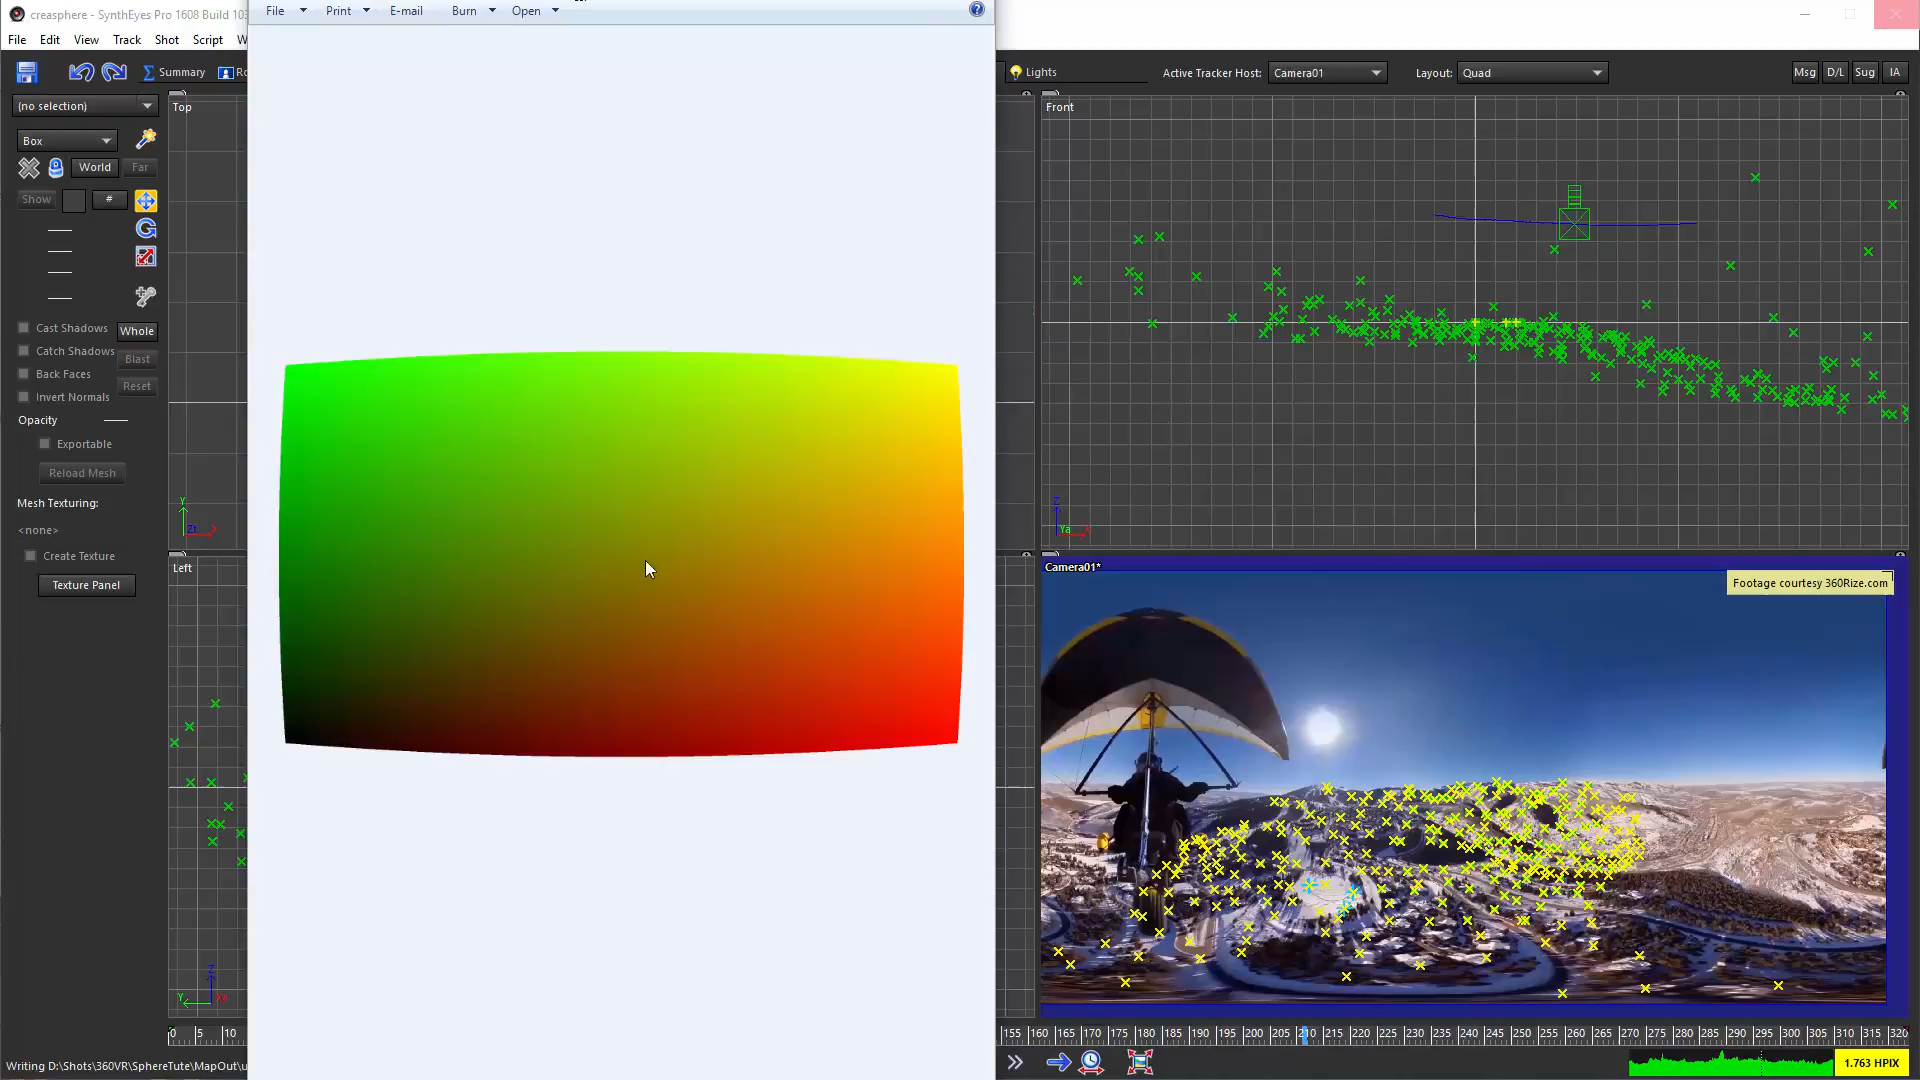 creasphere - SynthEyes Pro 1608 Build 103
File Print E-mail Burn Open
File Edit View Track Shot Script W
Summary Ro Lights Active Tracker Host: Camera01 Layout: Quad Msg D/L Sug IA
(no selection)
Top
Front
Box
World Far
Show #
Cast Shadows Whole
Catch Shadows Blast
Back Faces
Reset
Invert Normals
Opacity
Exportable
Reload Mesh
Mesh Texturing:
<none>
Create Texture
Texture Panel
Left
Camera01*
Footage courtesy 360Rize.com
0 5 10 155 160 165 170 175 180 185 190 195 200 205 210 215 220 225 230 235 240 245 250 255 260 265 270 275 280 285 290 295 300 305 310 315 320
Writing D:\Shots\360VR\SphereTute\MapOut\u
1.763 HPIX